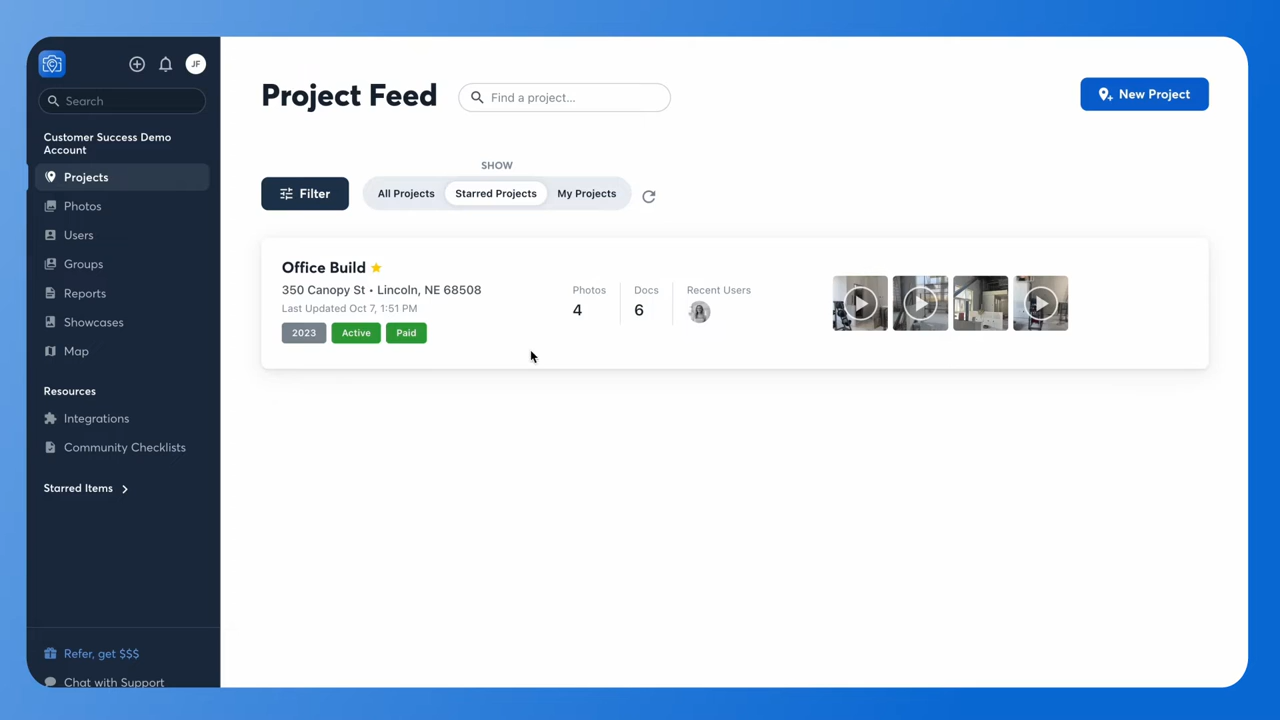 JF
Search
Customer Success Demo
Account
Projects
Photos
Users
Groups
Reports
Showcases
Map
Resources
Integrations
Community Checklists
Starred Items
Refer, get $$$
Chat with Support
Project Feed
Find a project...
New Project
SHOW
Filter
All Projects
Starred Projects
My Projects
Office Build
350 Canopy St • Lincoln, NE 68508
Last Updated Oct 7, 1:51 PM
2023
Active
Paid
Photos
4
Docs
6
Recent Users